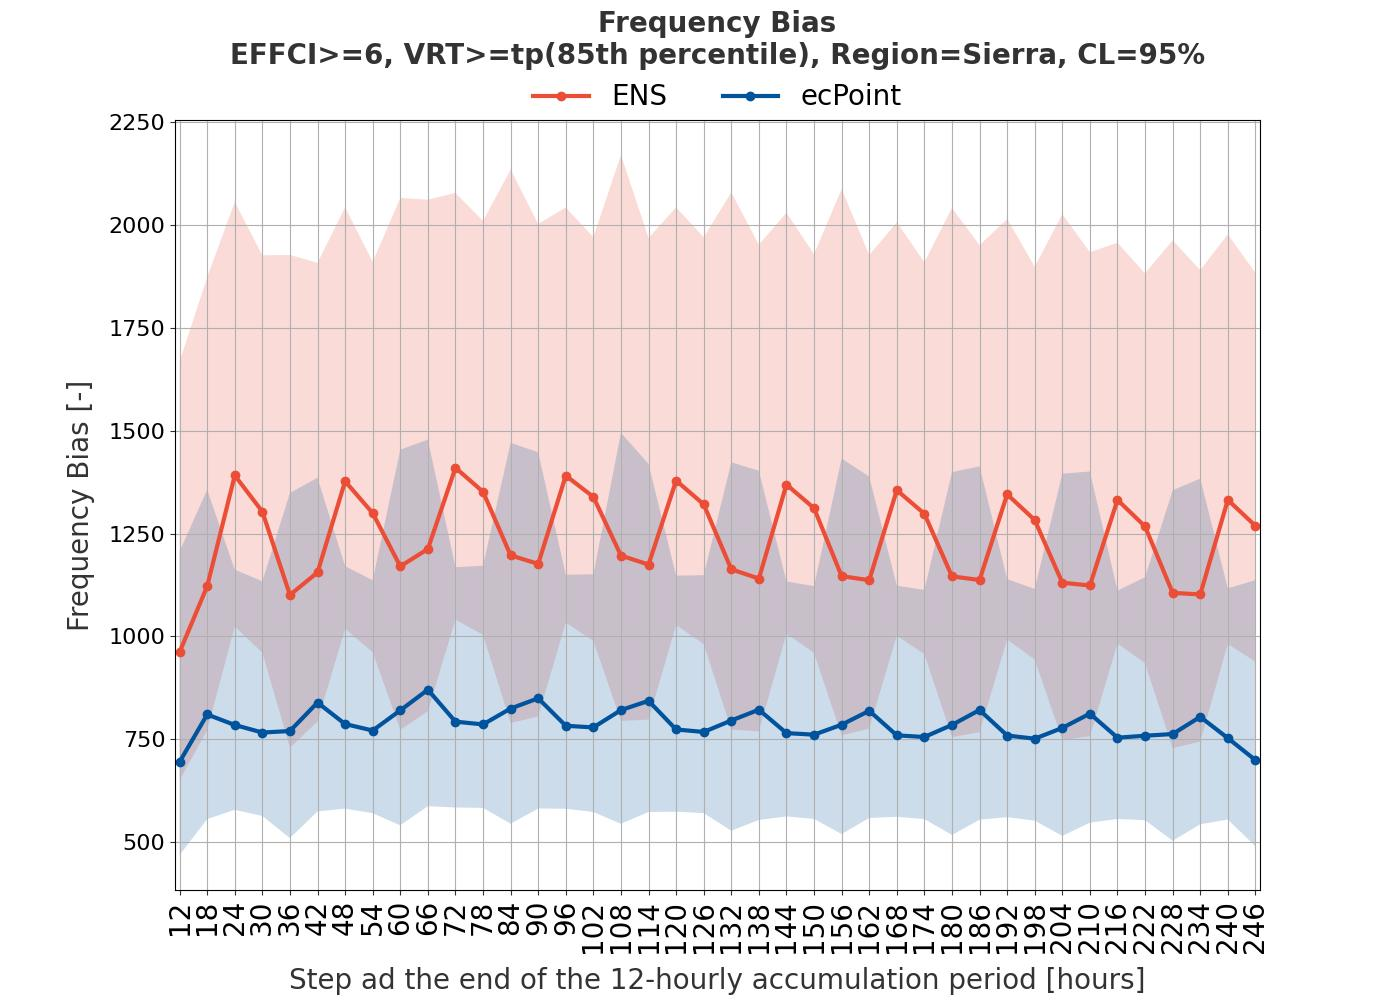 Frequency Bias
EFFCI>=6, VRT>=tp(85th percentile), Region=Sierra, CL=95%
ENS ecPoint
Frequency Bias [-]
2250
2000
1750
1500
1250
1000
750
500
12 18 24 30 36 42 48 54 60 66 72 78 84 90 96 102 108 114 120 126 132 138 144 150 156 162 168 174 180 186 192 198 204 210 216 222 228 234 240 246
Step ad the end of the 12-hourly accumulation period [hours]